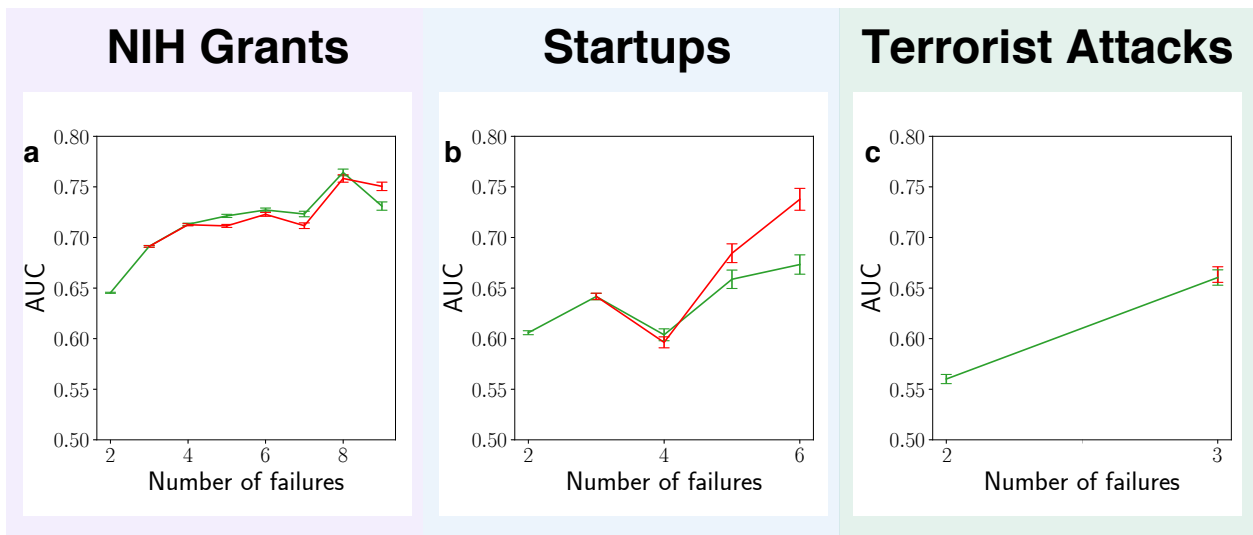 NIH Grants
Startups
Terrorist Attacks
a
0.80
0.75
0.70
0.65
0.60
0.55
0.50
AUC
2
4
6
8
Number of failures
b
0.80
0.75
0.70
0.65
0.60
0.55
0.50
AUC
2
4
6
Number of failures
c
0.80
0.75
0.70
0.65
0.60
0.55
0.50
AUC
2
3
Number of failures